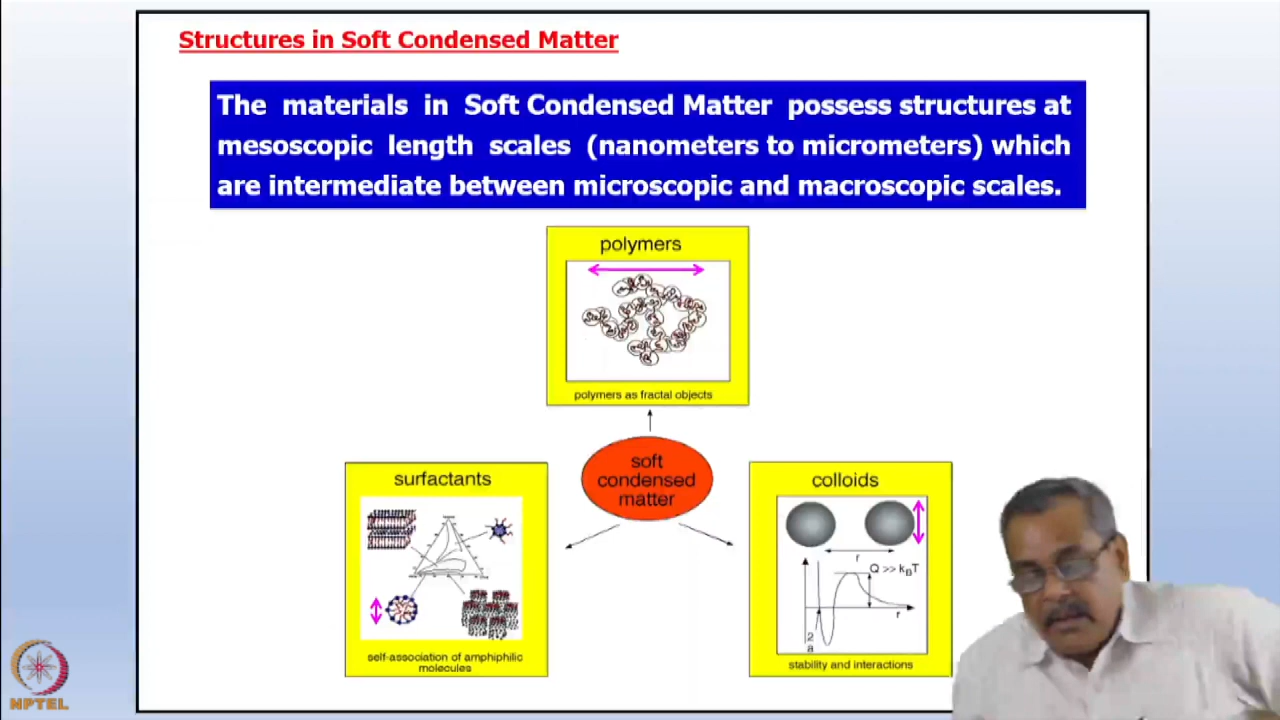 Structures in Soft Condensed Matter
The materials in Soft Condensed Matter possess structures at
mesoscopic length scales (nanometers to micrometers) which
are intermediate between microscopic and macroscopic scales.
polymers
polymers as fractal objects
soft
condensed
matter
surfactants
self-association of amphiphilic
molecules
colloids
r
Q >> kBT
r
2
a
stability and interactions
NPTEL